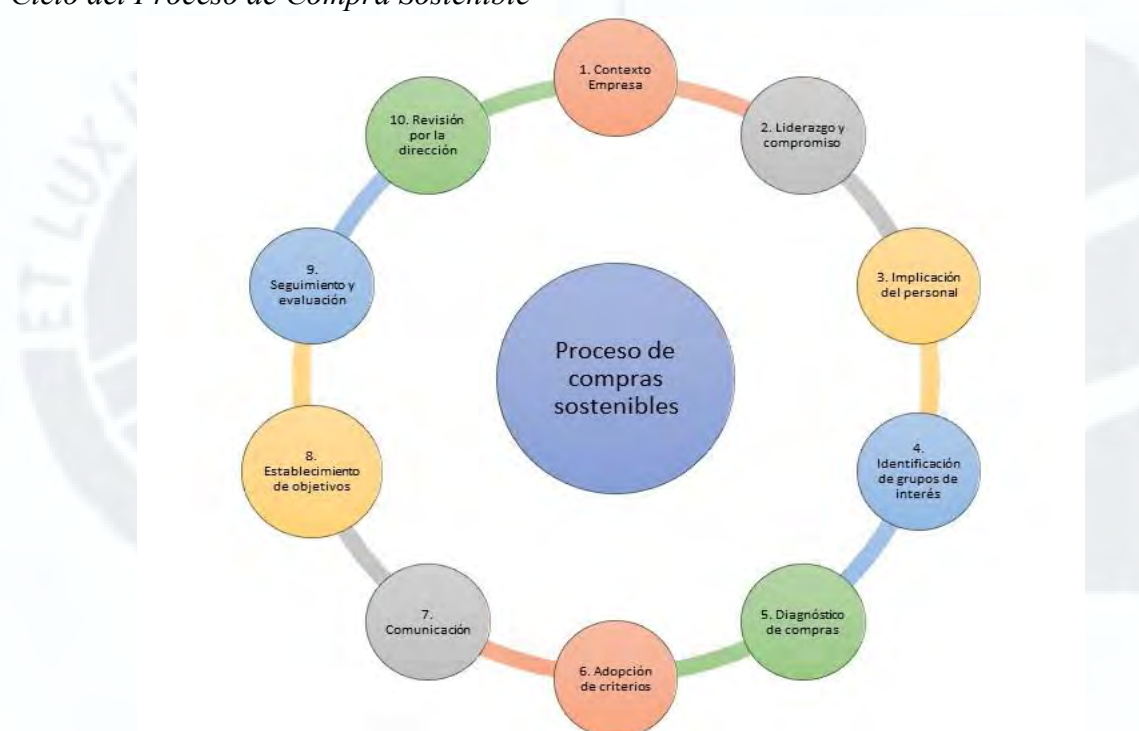 Ciclo del Proceso de Compra Sostenible
1. Contexto
Empresa
2. Liderazgo y
compromiso
3. Implicación
del personal
4.
Identificación
de grupos de
interés
5. Diagnóstico
de compras
6. Adopción
de criterios
7.
Comunicación
8.
Establecimiento
de objetivos
9.
Seguimiento y
evaluación
10. Revisión
por la
dirección
Proceso de
compras
sostenibles
ET LUX